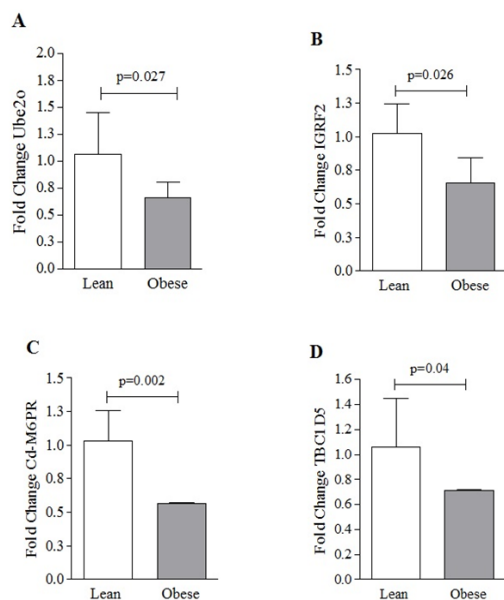 A
Fold Change Ube2o
2.0
1.8
1.5
1.3
1.0
0.8
0.5
0.3
0.0
p=0.027
Lean Obese
B
Fold Change IGRF2
1.5
1.3
1.0
0.8
0.5
0.3
0.0
p=0.026
Lean Obese
C
Fold Change Cd-M6PR
1.5
1.3
1.0
0.8
0.5
0.3
0.0
p=0.002
Lean Obese
D
Fold Change TBC1D5
1.6
1.4
1.2
1.0
0.8
0.6
0.4
0.2
0.0
p=0.04
Lean Obese